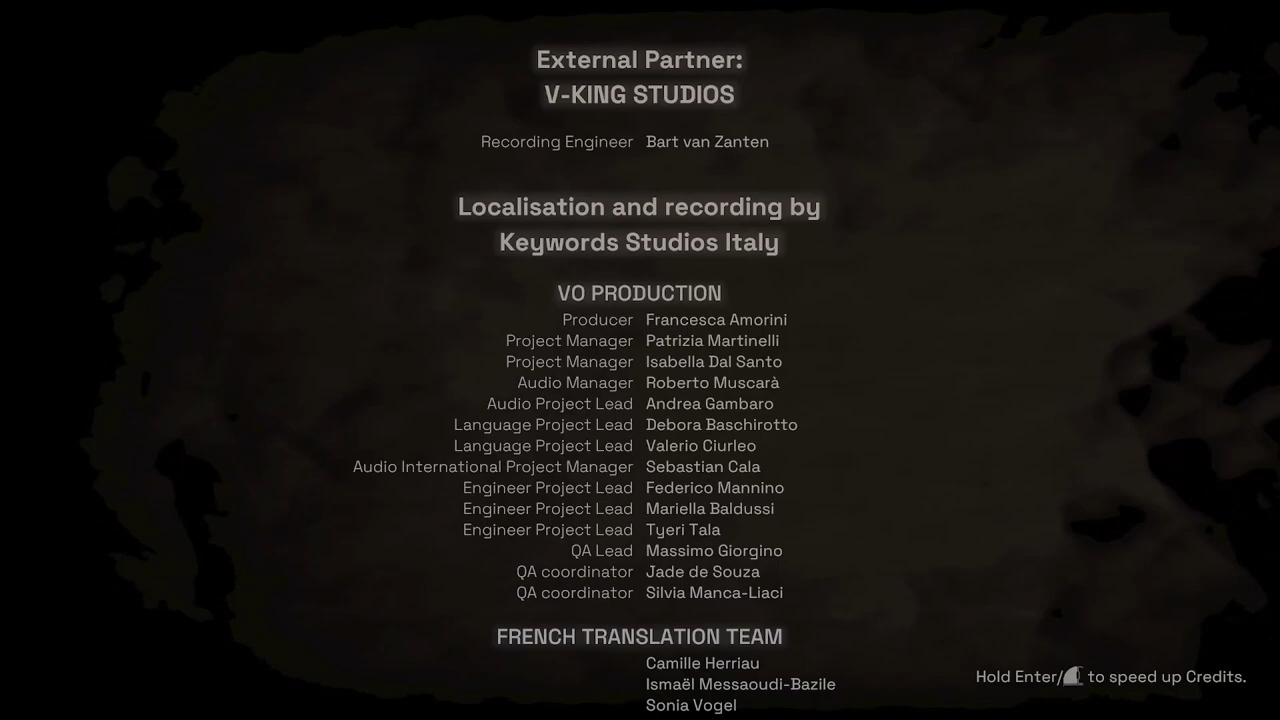 External Partner:
V-KING STUDIOS
Recording Engineer Bart van Zanten
Localisation and recording by
Keywords Studios Italy
VO PRODUCTION
Producer Francesca Amorini
Project Manager Patrizia Martinelli
Project Manager Isabella Dal Santo
Audio Manager Roberto Muscarà
Audio Project Lead Andrea Gambaro
Language Project Lead Debora Baschirotto
Language Project Lead Valerio Ciurleo
Audio International Project Manager Sebastian Cala
Engineer Project Lead Federico Mannino
Engineer Project Lead Mariella Baldussi
Engineer Project Lead Tyeri Tala
QA Lead Massimo Giorgino
QA coordinator Jade de Souza
QA coordinator Silvia Manca-Liaci
FRENCH TRANSLATION TEAM
Camille Herriau
Ismaël Messaoudi-Bazile
Sonia Vogel
Hold Enter/ to speed up Credits.